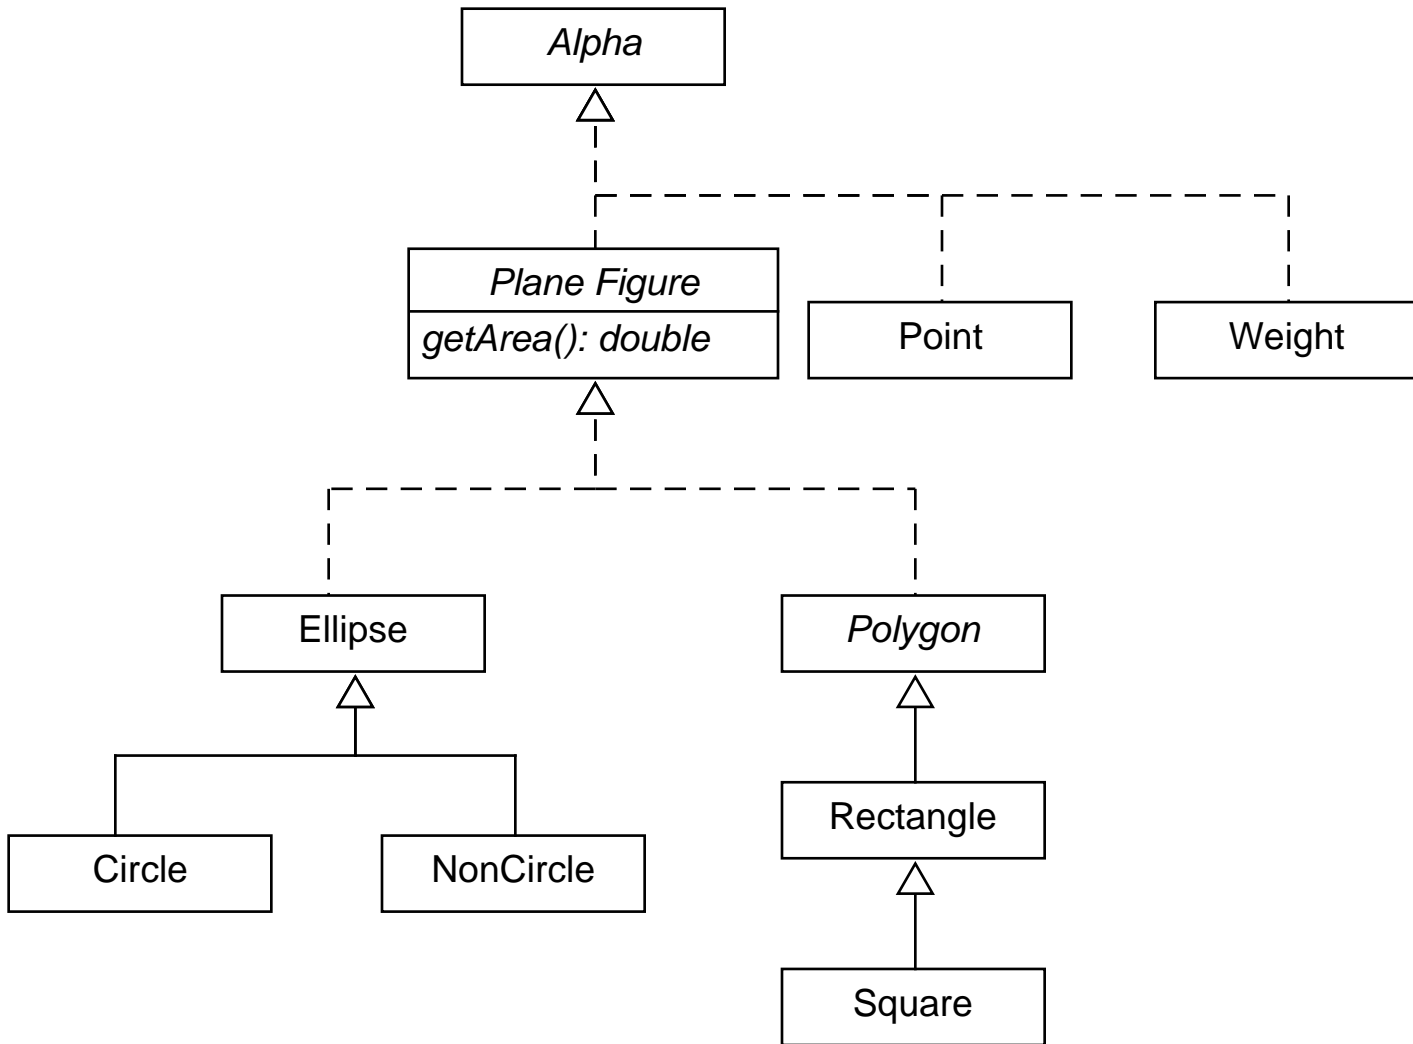 Alpha
Plane Figure
getArea(): double
Point
Weight
Ellipse
Polygon
Circle
NonCircle
Rectangle
Square